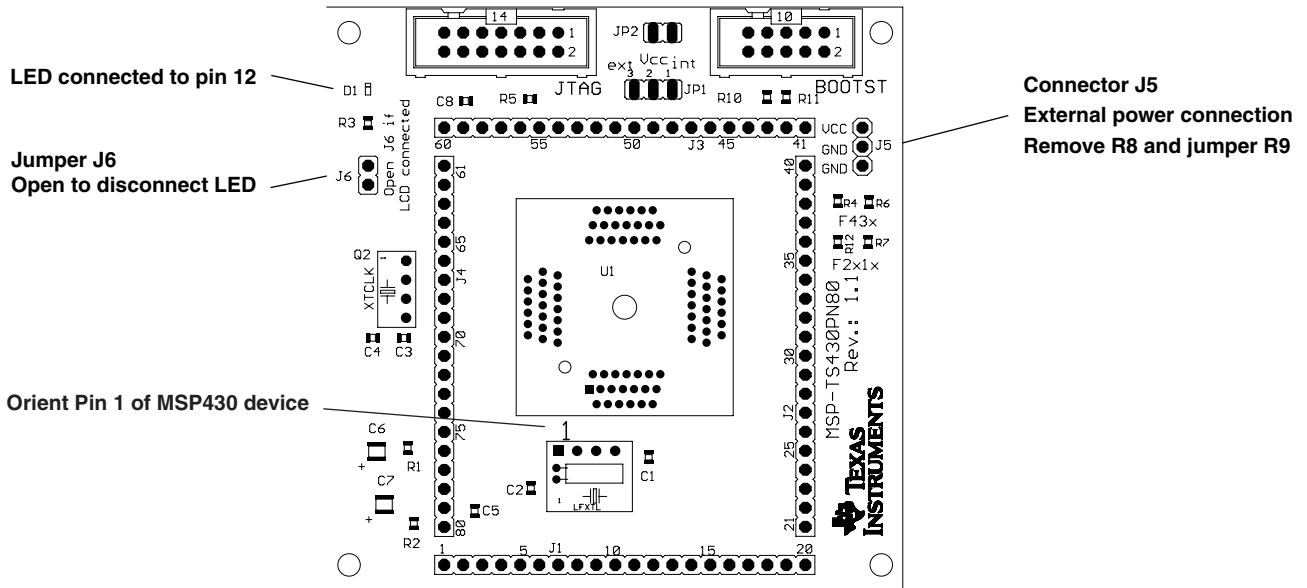 14
10
1
2
1
2
JP2
Vcc
ext
int
3 2 1
JP1
JTAG
BOOTST
LED connected to pin 12
D1
C8
R5
R10
R11
R3
Connector J5
External power connection
Remove R8 and jumper R9
VCC
GND
GND
J5
60
55
50
J3
45
41
Jumper J6
Open to disconnect LED
J6
Open J6 if
LCD connected
61
40
R4
R6
F43x
R12
R7
F2x1x
65
35
Q2
XTCLK
J4
U1
C4
C3
70
30
MSP-TS430PN80
Rev.: 1.1
Orient Pin 1 of MSP430 device
1
J2
C6
+
R1
75
25
C1
C7
+
C2
1
LFXTL
C5
R2
80
21
TEXAS
INSTRUMENTS
1
5
J1
10
15
20